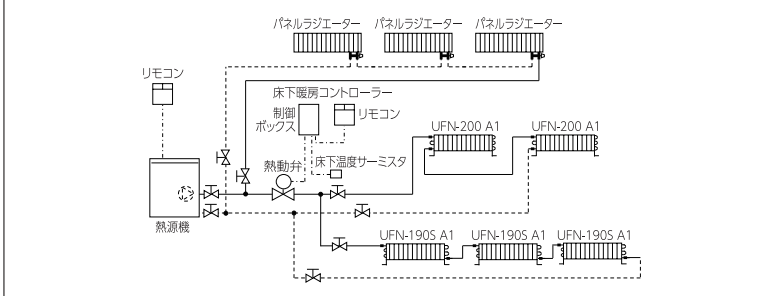 パネルラジエーター パネルラジエーター パネルラジエーター
リモコン
床下暖房コントローラー
制御
ボックス
リモコン
UFN-200 A1 UFN-200 A1
熱動弁
床下温度サーミスタ
熱源機
UFN-190S A1 UFN-190S A1 UFN-190S A1